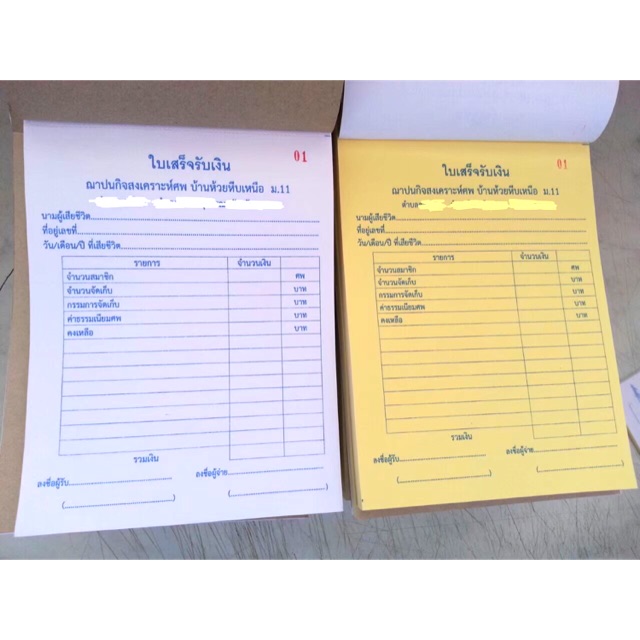 01
ใบเสร็จรับเงิน
ฌาปนกิจสงเคราะห์ศพ บ้านห้วยหีบเหนือ ม.11
นามผู้เสียชีวิต
ที่อยู่เลขที่
วัน/เดือน/ปี ที่เสียชีวิต
รายการ จำนวนเงิน
จำนวนสมาชิก ศพ
จำนวนจัดเก็บ บาท
กรรมการจัดเก็บ บาท
ค่าธรรมเนียมศพ บาท
คงเหลือ บาท
รวมเงิน
ลงชื่อผู้รับ ลงชื่อผู้จ่าย
( ) ( )
01
ใบเสร็จรับเงิน
ฌาปนกิจสงเคราะห์ศพ บ้านห้วยหีบเหนือ ม.11
ตำบล
นามผู้เสียชีวิต
ที่อยู่เลขที่
วัน/เดือน/ปี ที่เสียชีวิต
รายการ จำนวนเงิน
จำนวนสมาชิก ศพ
จำนวนจัดเก็บ บาท
กรรมการจัดเก็บ บาท
ค่าธรรมเนียมศพ บาท
คงเหลือ บาท
รวมเงิน
ลงชื่อผู้รับ ลงชื่อผู้จ่าย
( ) ( )